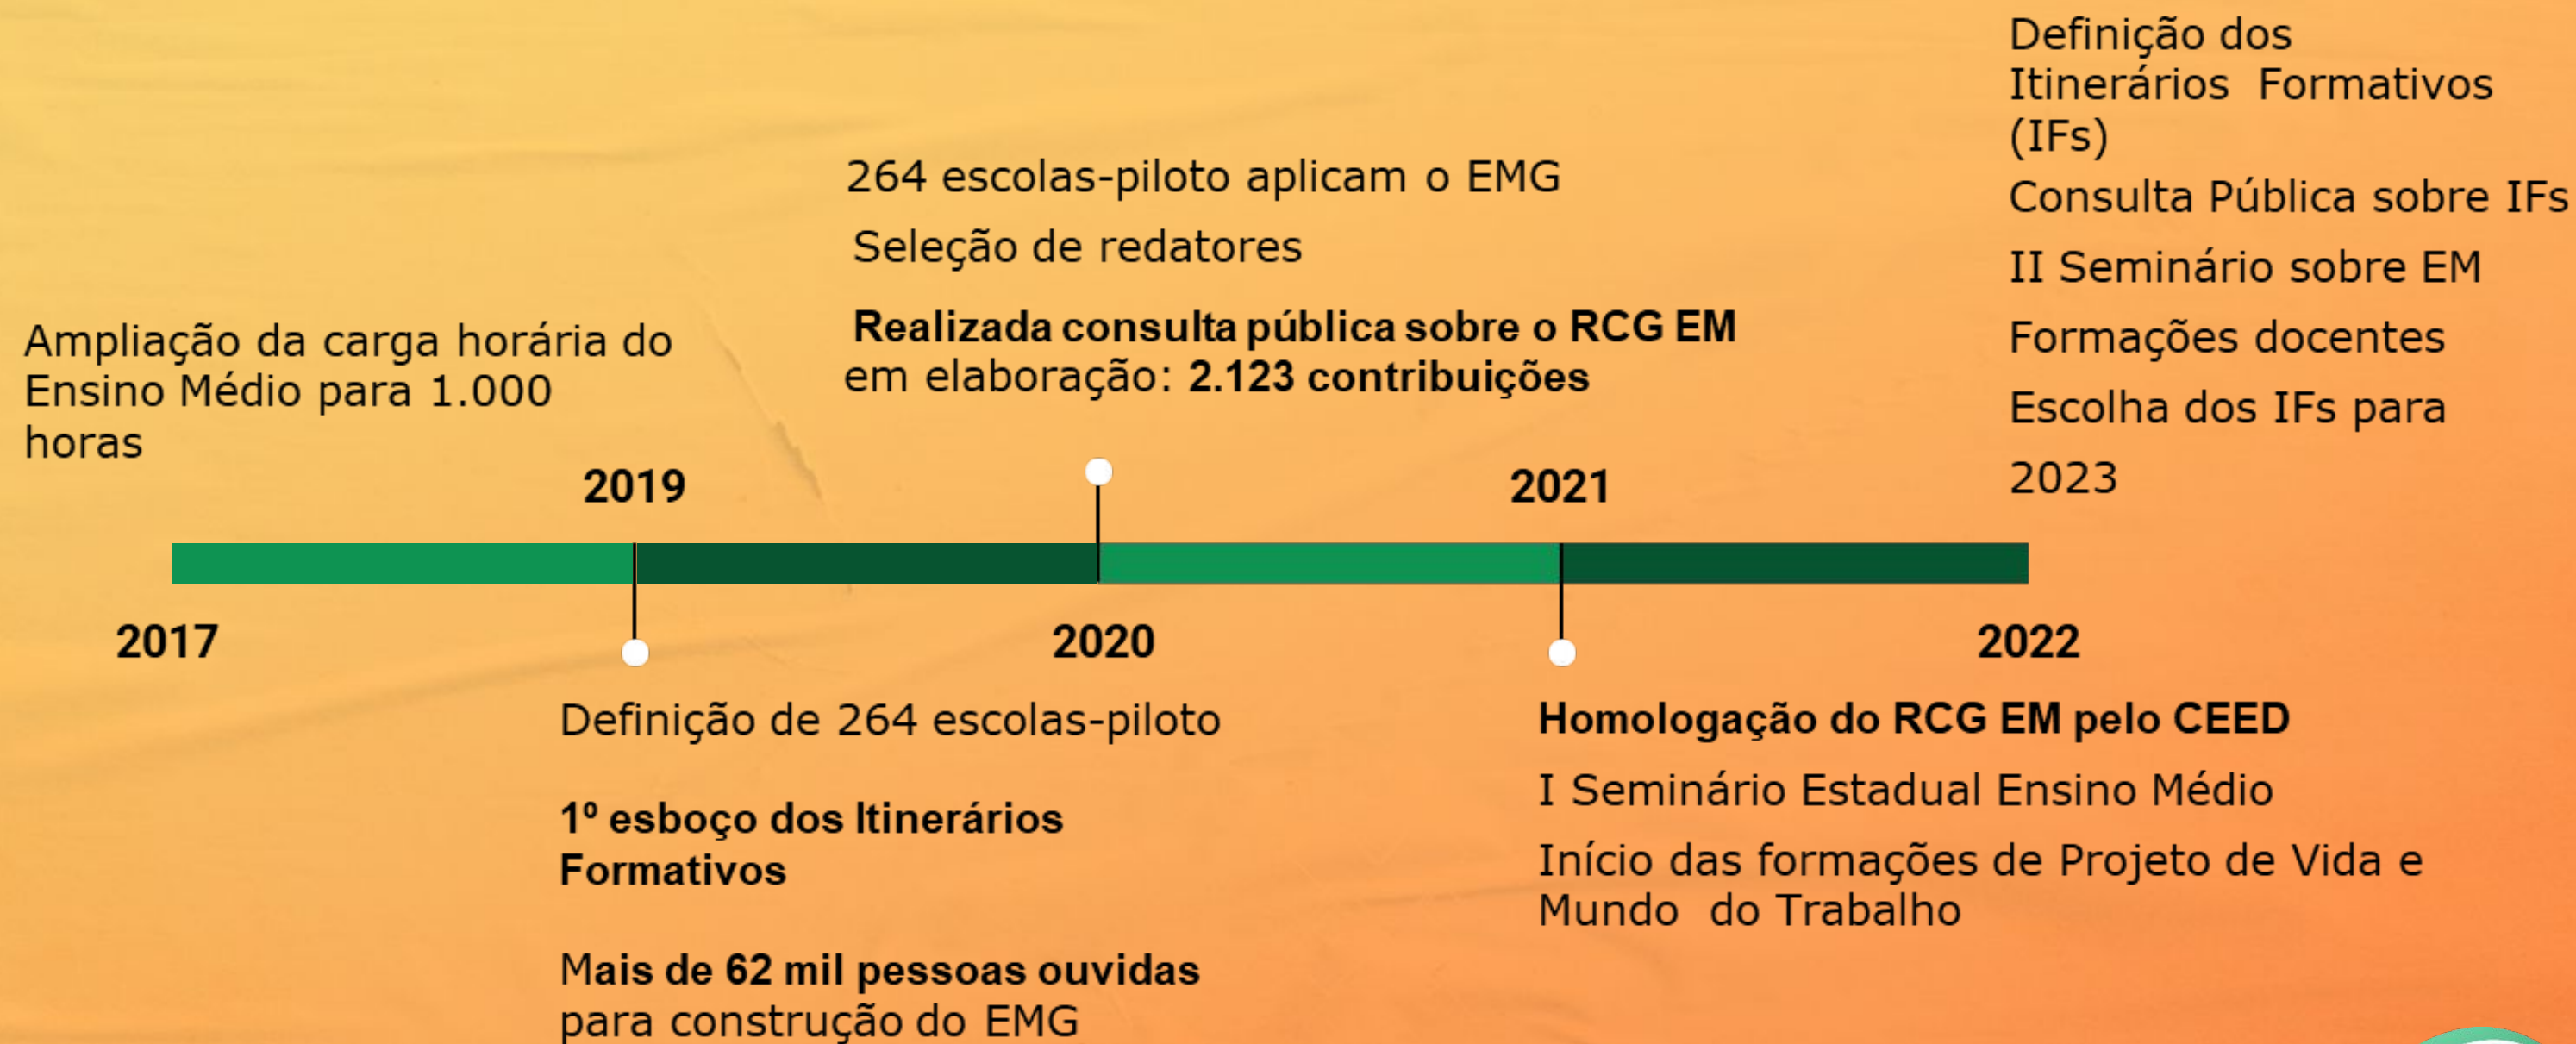 Ampliação da carga horária do
Ensino Médio para 1.000
horas
2017
2019
Definição de 264 escolas-piloto
1º esboço dos Itinerários
Formativos
Mais de 62 mil pessoas ouvidas
para construção do EMG
264 escolas-piloto aplicam o EMG
Seleção de redatores
Realizada consulta pública sobre o RCG EM
em elaboração: 2.123 contribuições
2020
2021
Homologação do RCG EM pelo CEED
I Seminário Estadual Ensino Médio
Início das formações de Projeto de Vida e
Mundo do Trabalho
Definição dos
Itinerários Formativos
(IFs)
Consulta Pública sobre IFs
II Seminário sobre EM
Formações docentes
Escolha dos IFs para
2023
2022